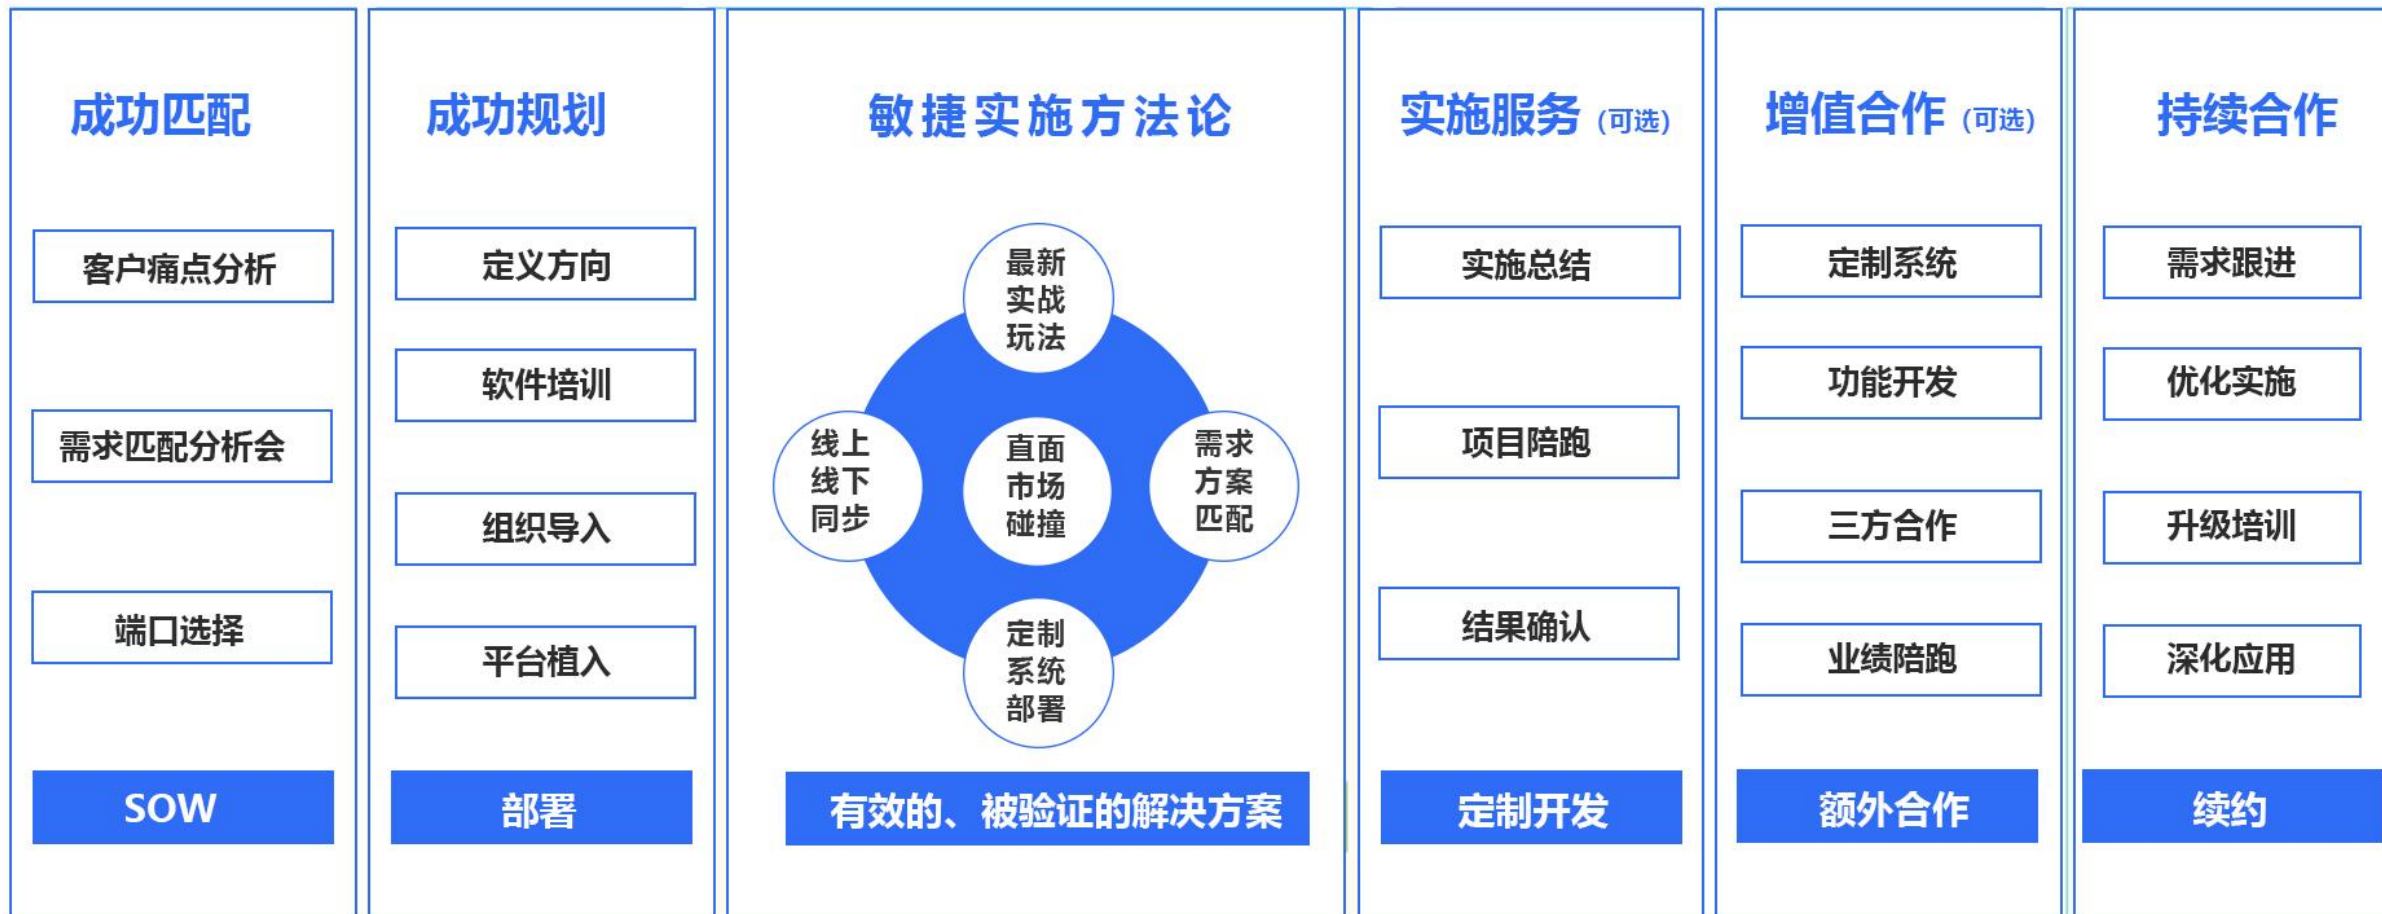 成功匹配
客户痛点分析
需求匹配分析会
端口选择
SOW
成功规划
定义方向
软件培训
组织导入
平台植入
部署
敏捷实施方法论
最新
实战
玩法
线上
线下
同步
直面
市场
碰撞
需求
方案
匹配
定制
系统
部署
有效的、被验证的解决方案
实施服务 (可选)
实施总结
项目陪跑
结果确认
定制开发
增值合作 (可选)
定制系统
功能开发
三方合作
业绩陪跑
额外合作
持续合作
需求跟进
优化实施
升级培训
深化应用
续约